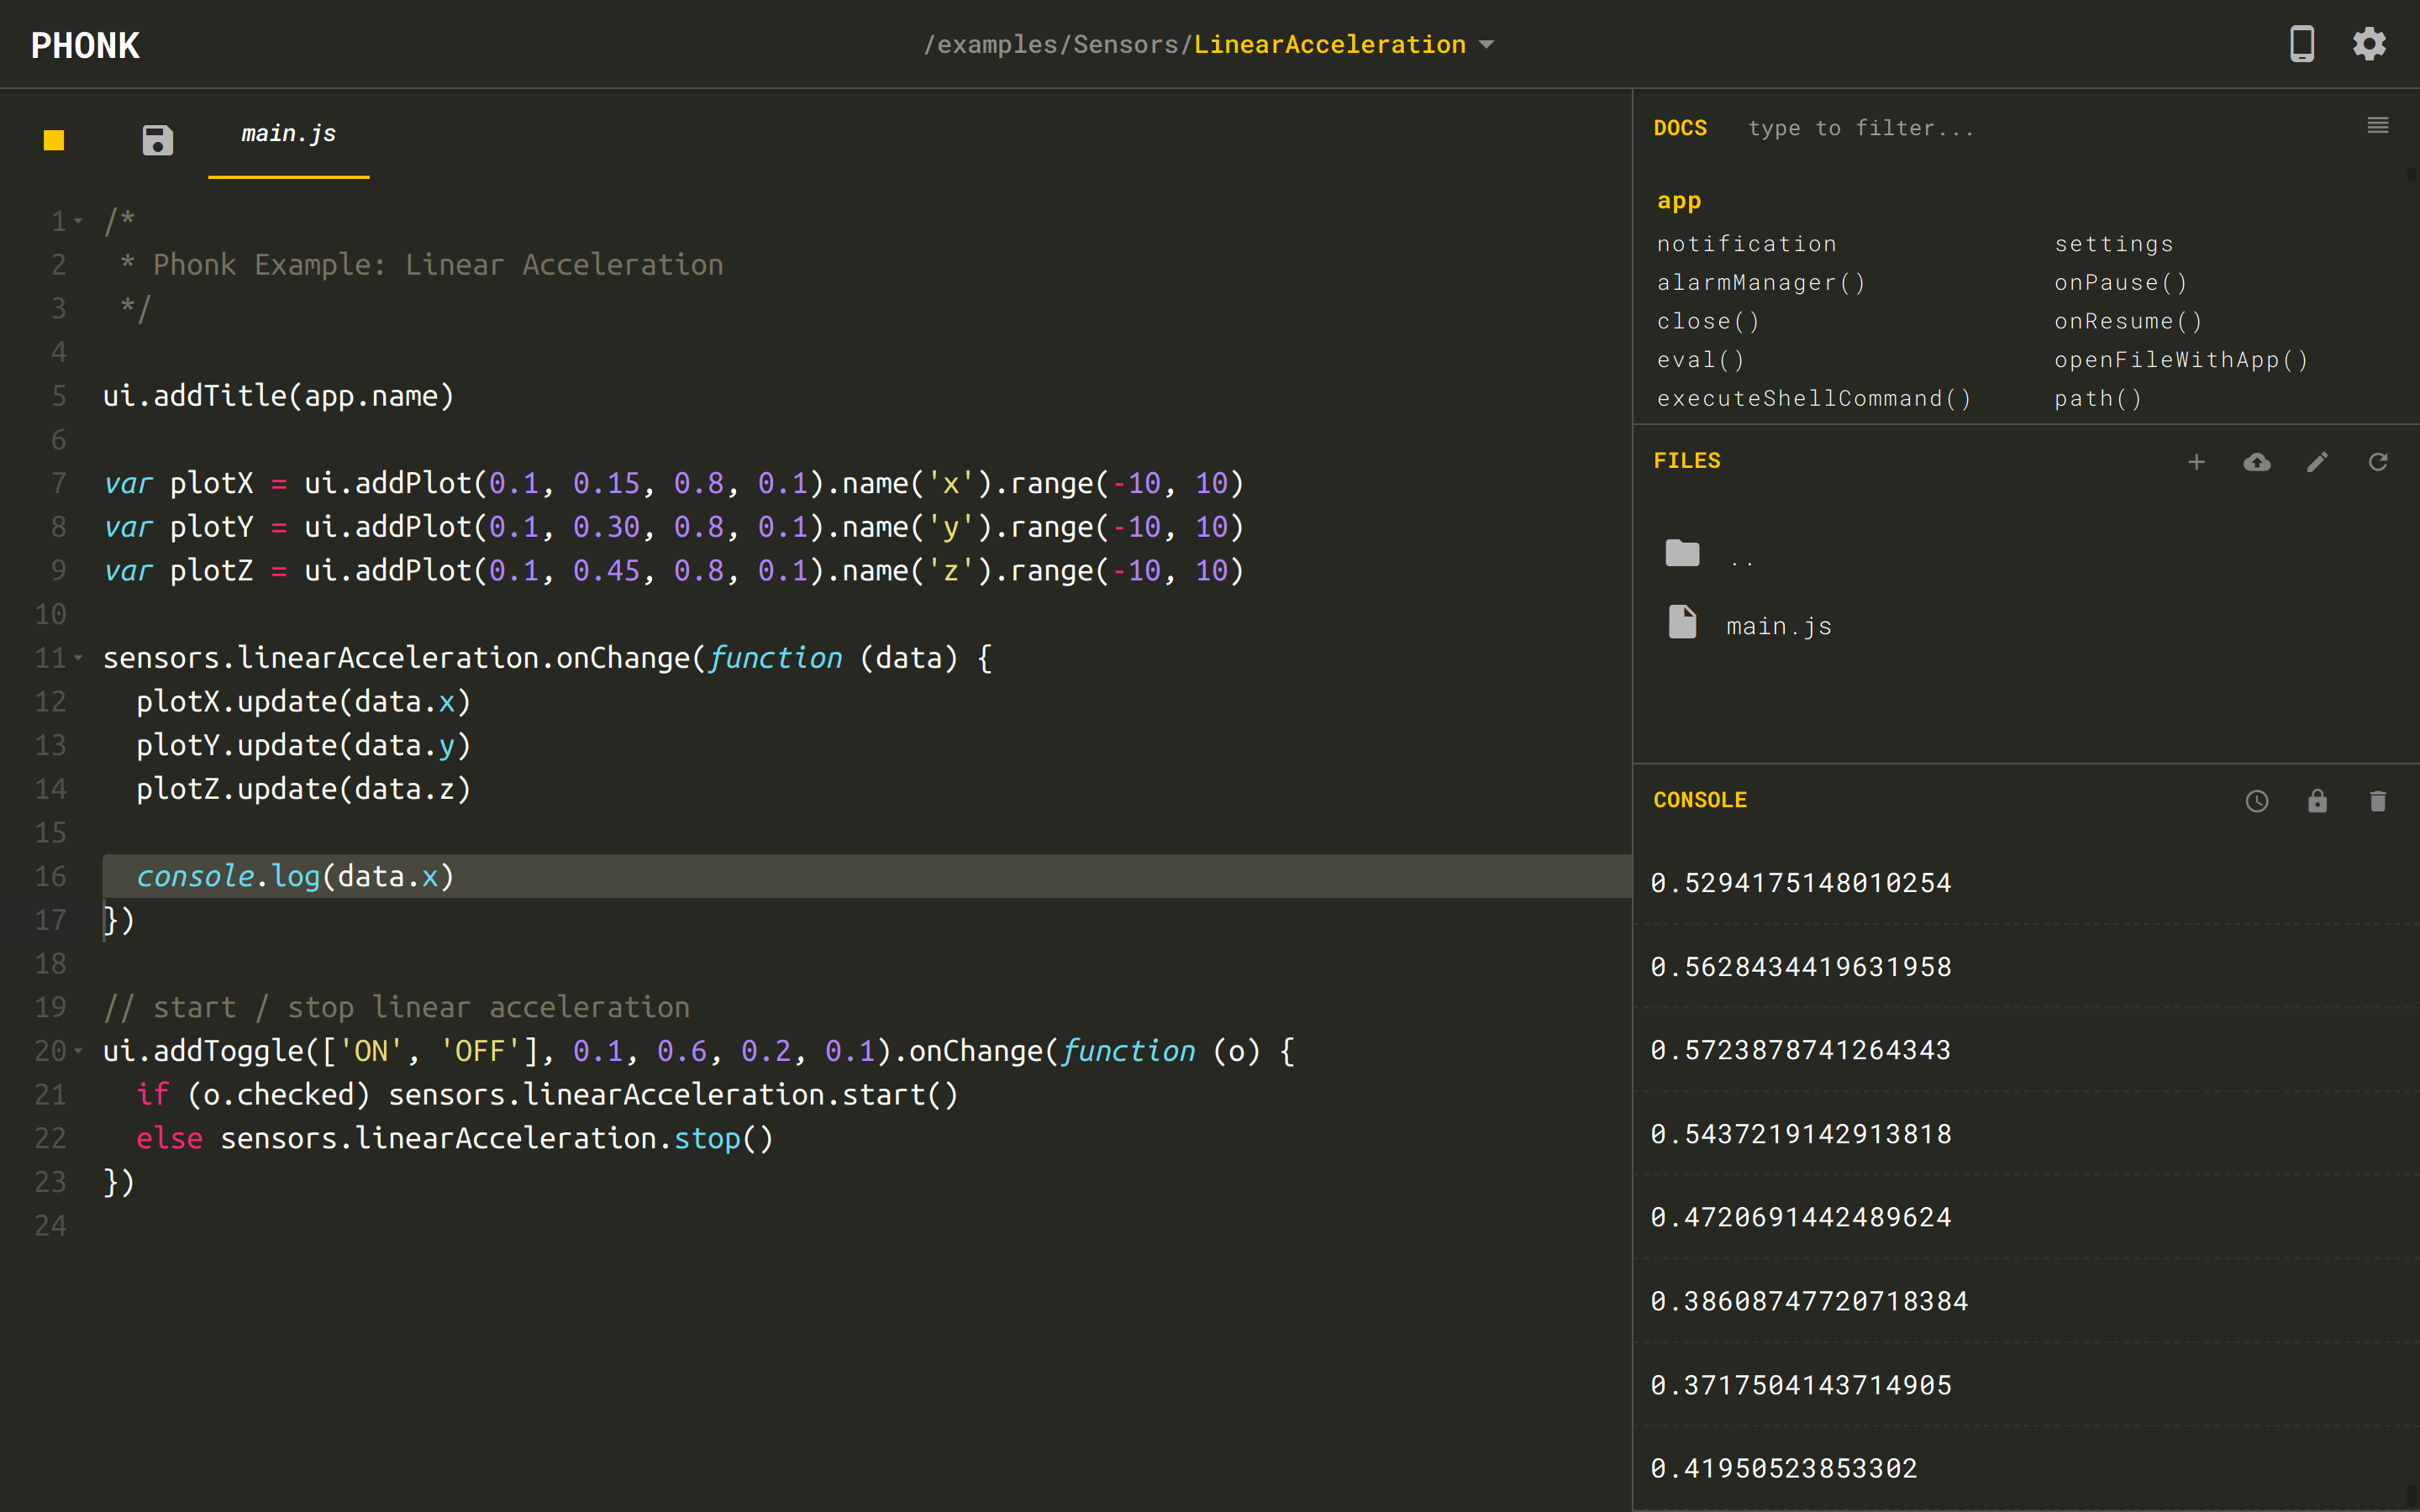 PHONK
/examples/Sensors/LinearAcceleration
main.js
1 /*
2  * Phonk Example: Linear Acceleration
3  */
4
5 ui.addTitle(app.name)
6
7 var plotX = ui.addPlot(0.1, 0.15, 0.8, 0.1).name('x').range(-10, 10)
8 var plotY = ui.addPlot(0.1, 0.30, 0.8, 0.1).name('y').range(-10, 10)
9 var plotZ = ui.addPlot(0.1, 0.45, 0.8, 0.1).name('z').range(-10, 10)
10
11 sensors.linearAcceleration.onChange(function (data) {
12   plotX.update(data.x)
13   plotY.update(data.y)
14   plotZ.update(data.z)
15
16   console.log(data.x)
17 })
18
19 // start / stop linear acceleration
20 ui.addToggle(['ON', 'OFF'], 0.1, 0.6, 0.2, 0.1).onChange(function (o) {
21   if (o.checked) sensors.linearAcceleration.start()
22   else sensors.linearAcceleration.stop()
23 })
24
DOCS type to filter...
app
notification settings
alarmManager() onPause()
close() onResume()
eval() openFileWithApp()
executeShellCommand() path()
FILES
..
main.js
CONSOLE
0.5294175148010254
0.5628434419631958
0.5723878741264343
0.5437219142913818
0.4720691442489624
0.38608747720718384
0.3717504143714905
0.41950523853302